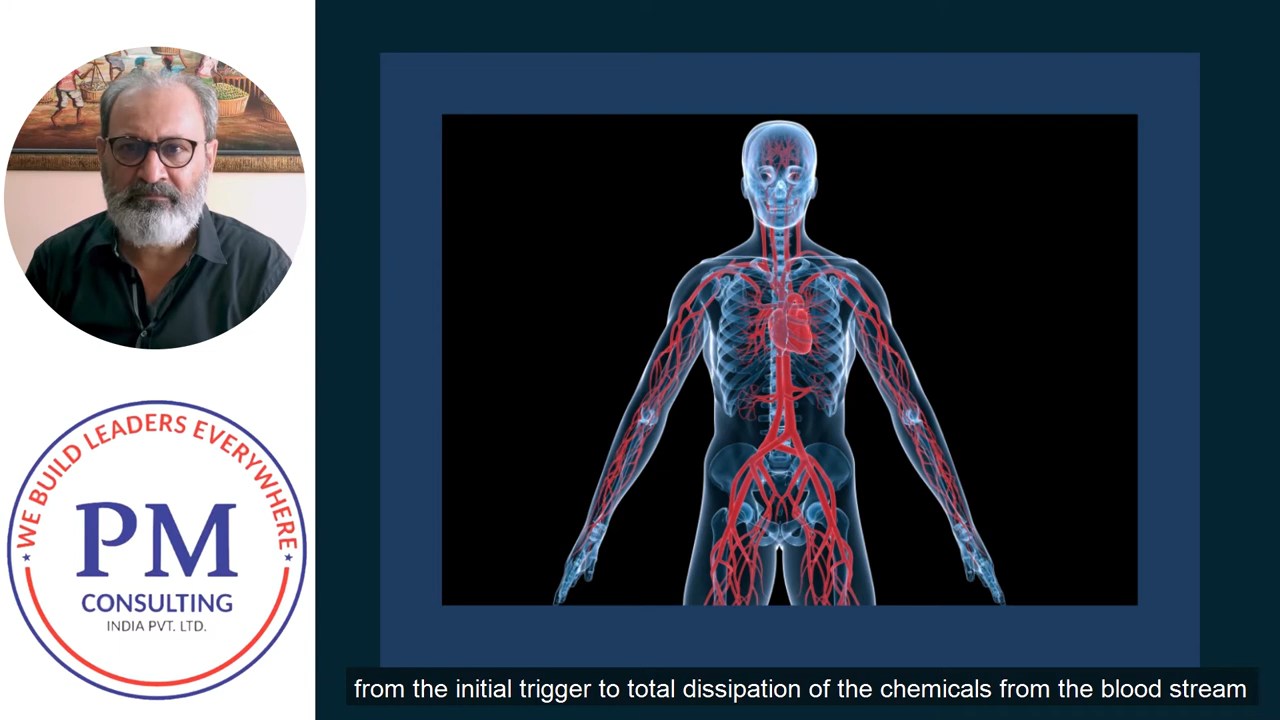 WE BUILD LEADERS EVERYWHERE
PM
CONSULTING
INDIA PVT. LTD.
from the initial trigger to total dissipation of the chemicals from the blood stream